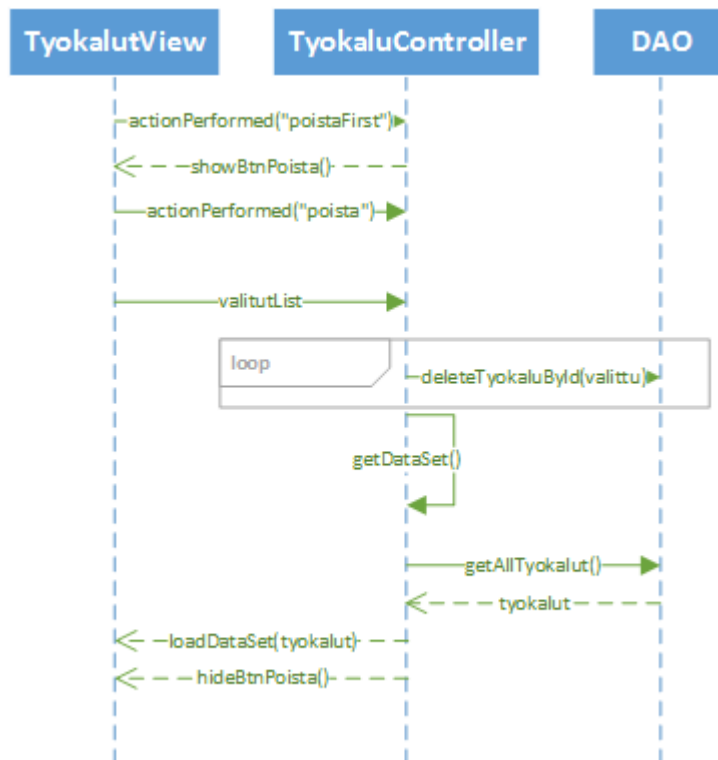 TyokalutView
TyokaluController
DAO
actionPerformed("poistaFirst")
showBtnPoista()
actionPerformed("poista")
valitutList
loop
deleteTyokaluById(valittu)
getDataSet()
getAllTyokalut()
tyokalut
loadDataSet(tyokalut)
hideBtnPoista()